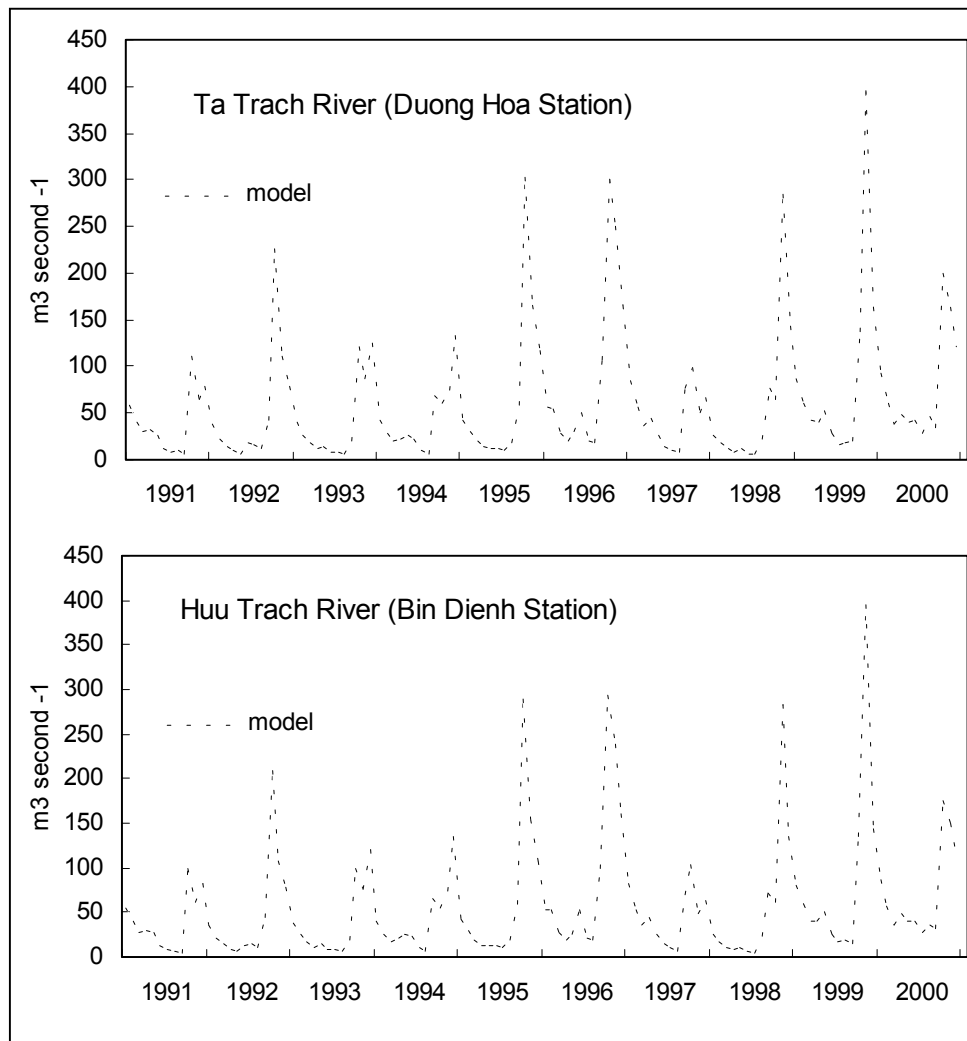 450
400
350
300
250
200
150
100
50
0
m3 second -1
Ta Trach River (Duong Hoa Station)
model
1991 1992 1993 1994 1995 1996 1997 1998 1999 2000
450
400
350
300
250
200
150
100
50
0
m3 second -1
Huu Trach River (Bin Dienh Station)
model
1991 1992 1993 1994 1995 1996 1997 1998 1999 2000